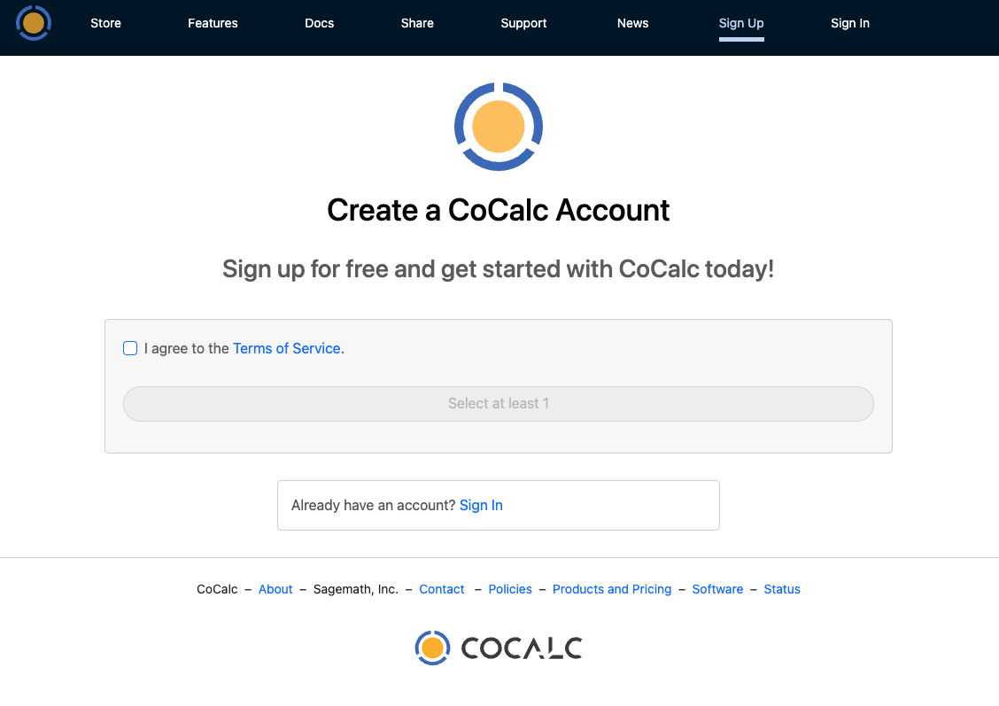 Store Features Docs Share Support News Sign Up Sign In
Create a CoCalc Account
Sign up for free and get started with CoCalc today!
I agree to the Terms of Service.
Select at least 1
Already have an account? Sign In
CoCalc – About – Sagemath, Inc. – Contact – Policies – Products and Pricing – Software – Status
COCALC